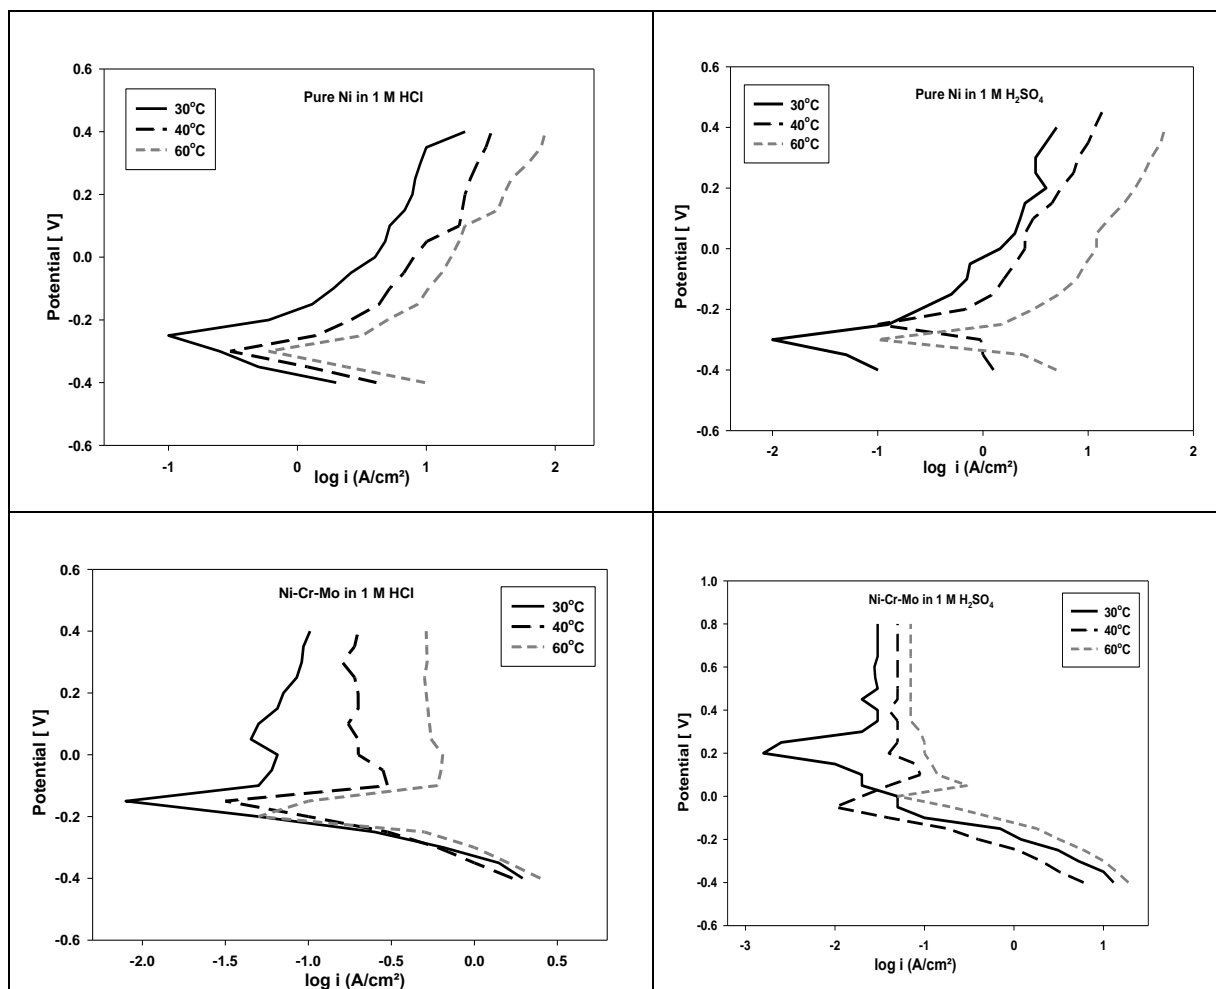 Pure Ni in 1 M HCl
30°C
40°C
60°C
0.6
0.4
0.2
0.0
-0.2
-0.4
-0.6
Potential [ V]
-1 0 1 2
log i (A/cm²)
Pure Ni in 1 M H₂SO₄
30°C
40°C
60°C
0.6
0.4
0.2
0.0
-0.2
-0.4
-0.6
Potential [ V]
-2 -1 0 1 2
log i (A/cm²)
Ni-Cr-Mo in 1 M HCl
30°C
40°C
60°C
0.6
0.4
0.2
0.0
-0.2
-0.4
-0.6
Potential [ V]
-2.0 -1.5 -1.0 -0.5 0.0 0.5
log i (A/cm²)
Ni-Cr-Mo in 1 M H₂SO₄
30°C
40°C
60°C
1.0
0.8
0.6
0.4
0.2
0.0
-0.2
-0.4
-0.6
Potential [ V]
-3 -2 -1 0 1
log i (A/cm²)